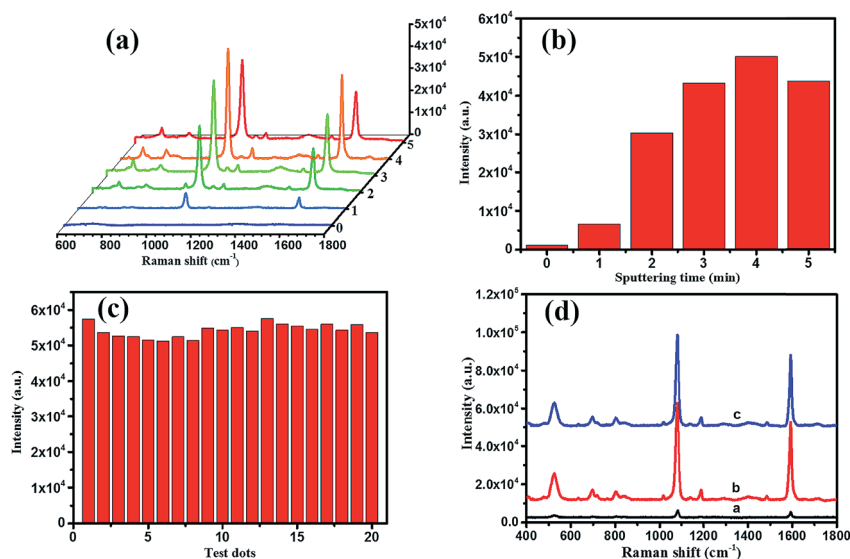 (a)
5x10⁴
4x10⁴
3x10⁴
2x10⁴
1x10⁴
0
5
4
3
2
1
0
600 800 1000 1200 1400 1600 1800
Raman shift (cm⁻¹)
(b)
Intensity (a.u.)
6x10⁴
5x10⁴
4x10⁴
3x10⁴
2x10⁴
1x10⁴
0
0 1 2 3 4 5
Sputtering time (min)
(c)
Intensity (a.u.)
6x10⁴
5x10⁴
4x10⁴
3x10⁴
2x10⁴
1x10⁴
0
0 5 10 15 20
Test dots
(d)
Intensity (a.u.)
1.2x10⁵
1.0x10⁵
8.0x10⁴
6.0x10⁴
4.0x10⁴
2.0x10⁴
0.0
c
b
a
400 600 800 1000 1200 1400 1600 1800
Raman shift (cm⁻¹)